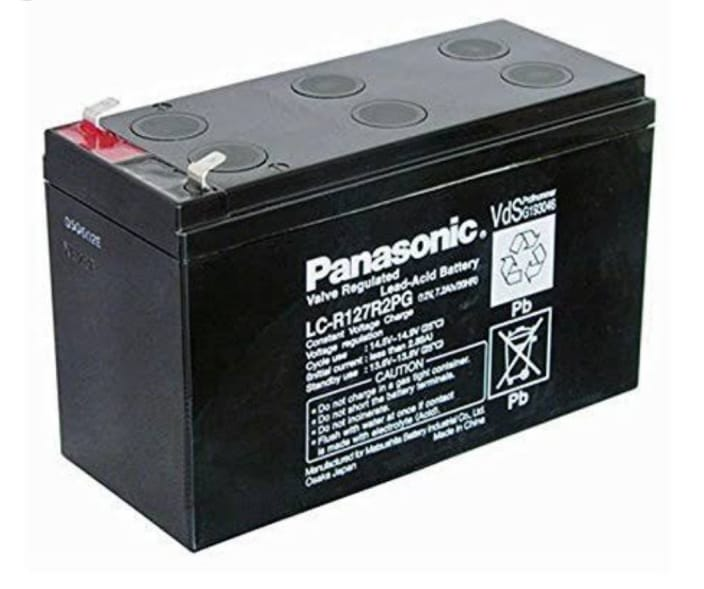 Panasonic.
VdS
G193046
Valve Regulated
Lead-Acid Battery
LC-R127R2PG (12V, 7.2Ah/20HR)
Constant Voltage Charge
Voltage regulation
Cycle use : 14.5V~14.9V (25°C)
Initial current : less than 2.88A)
Standby use : 13.6V~13.8V (25°C)
CAUTION
• Do not charge in a gas tight container.
• Do not short the battery terminals.
• Do not incinerate.
• Flush with water at once if contact
is made with electrolyte (Acid).
Manufactured for Matsushita Battery Industrial Co., Ltd.
Osaka Japan
Made in China
Pb
Pb